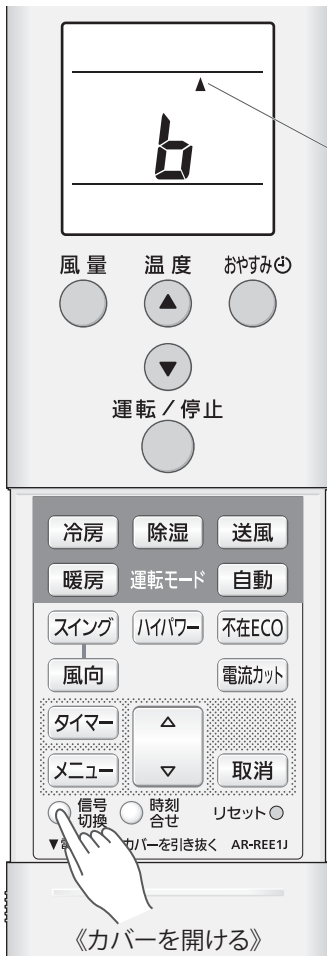 ▲
b
風量 温度 おやすみ
▲
▼
運転／停止
冷房 除湿 送風
暖房 運転モード 自動
スイング ハイパワー 不在ECO
風向 電流カット
タイマー △
メニュー ▽ 取消
信号切換 時刻合せ リセット
▼ カバーを引き抜く AR-REE1J
《カバーを開ける》